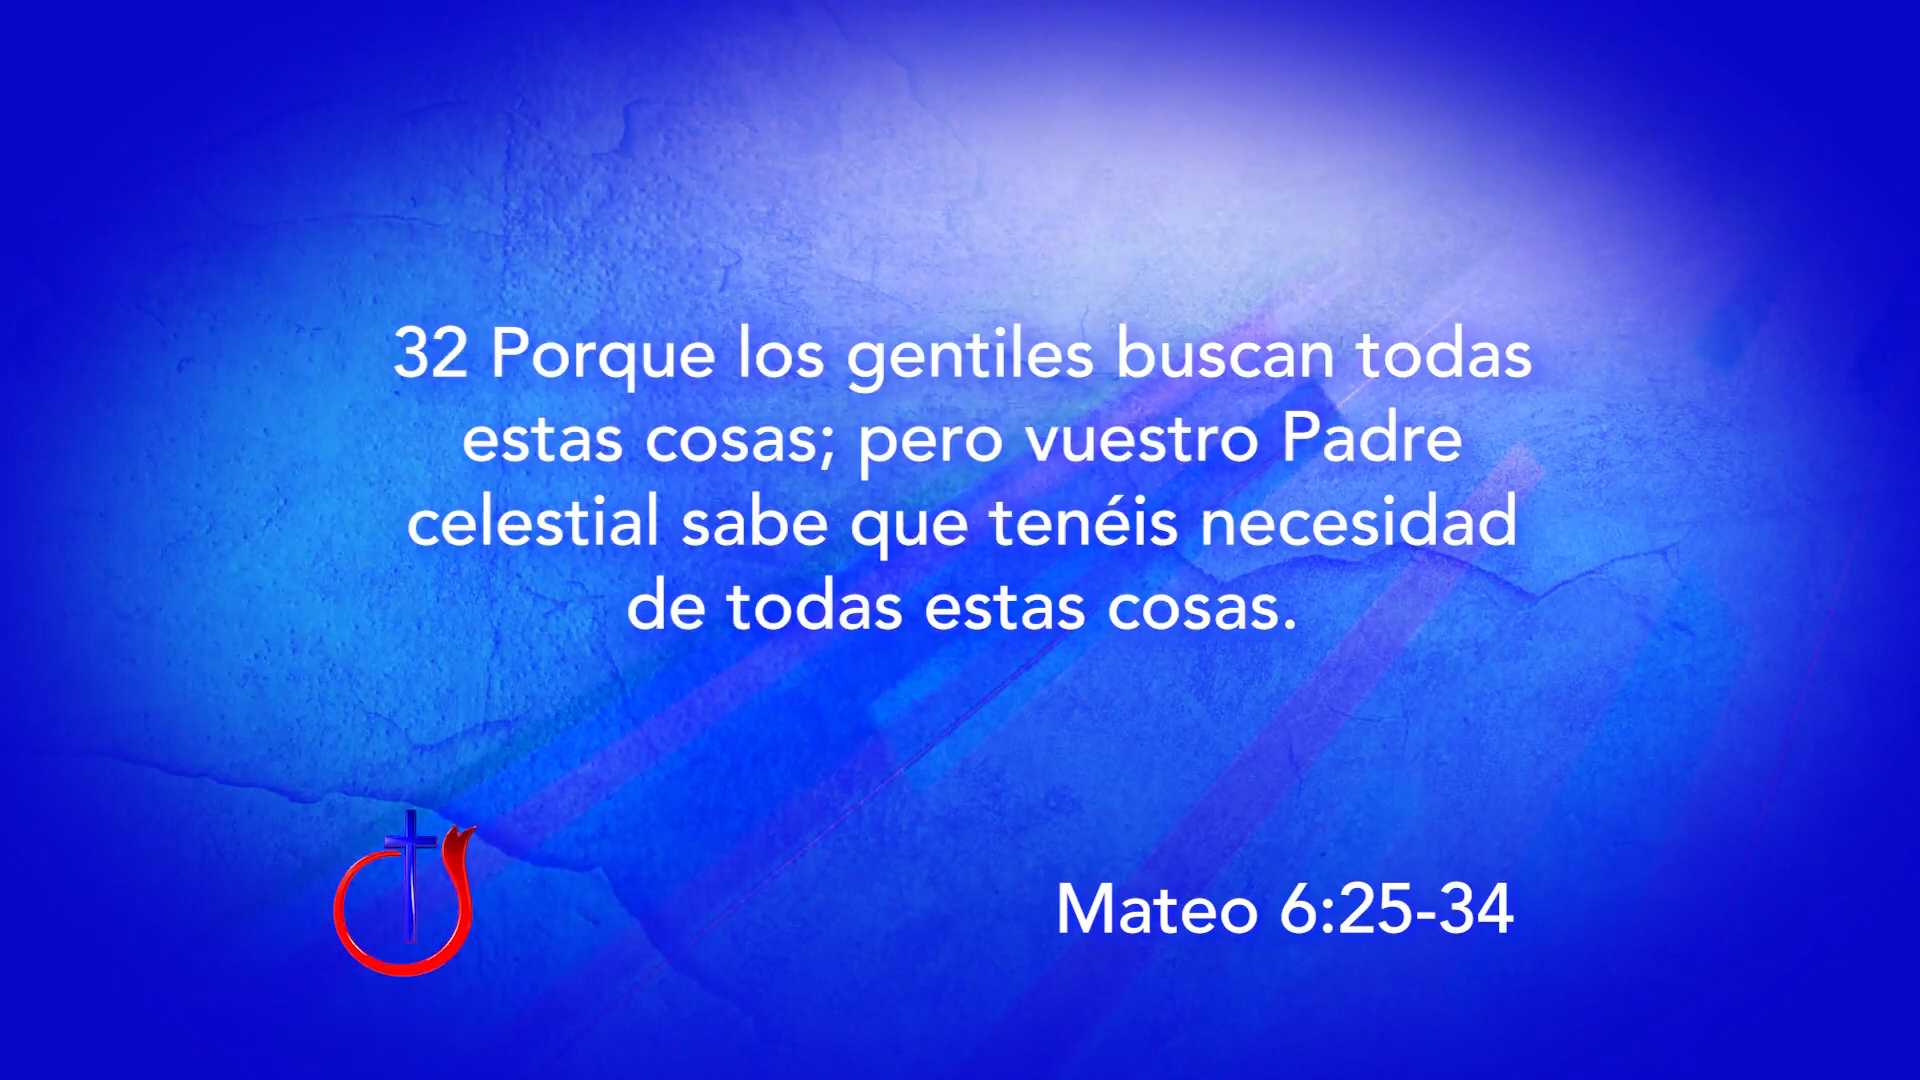 32 Porque los gentiles buscan todas
estas cosas; pero vuestro Padre
celestial sabe que tenéis necesidad
de todas estas cosas.
Mateo 6:25-34